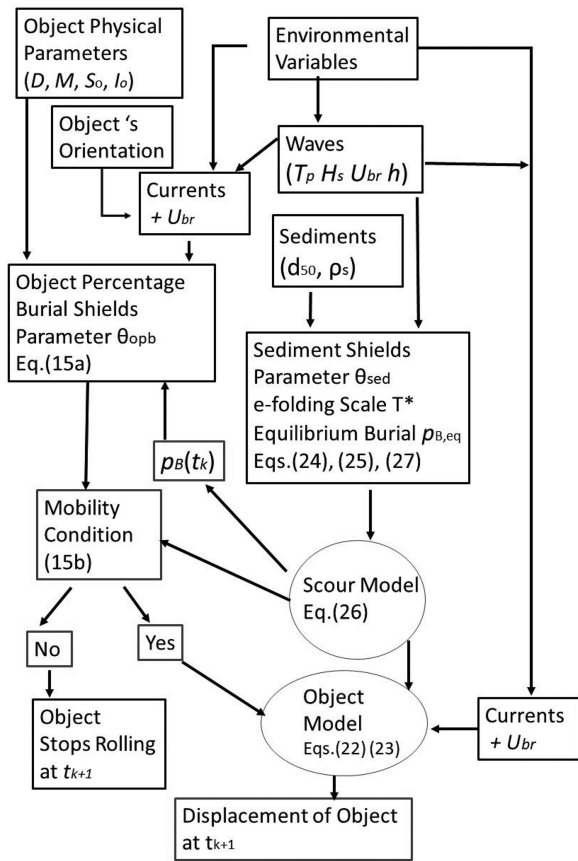 Object Physical
Parameters
(D, M, S₀, I₀)
Environmental
Variables
Object 's
Orientation
Waves
(Tp Hs Ubr h)
Currents
+ Ubr
Sediments
(d50, ρs)
Object Percentage
Burial Shields
Parameter θopb
Eq.(15a)
Sediment Shields
Parameter θsed
e-folding Scale T*
Equilibrium Burial pB,eq
Eqs.(24), (25), (27)
pB(tk)
Mobility
Condition
(15b)
Scour Model
Eq.(26)
No
Yes
Object
Model
Eqs.(22) (23)
Object
Stops Rolling
at tk+1
Currents
+ Ubr
Displacement of Object
at tk+1